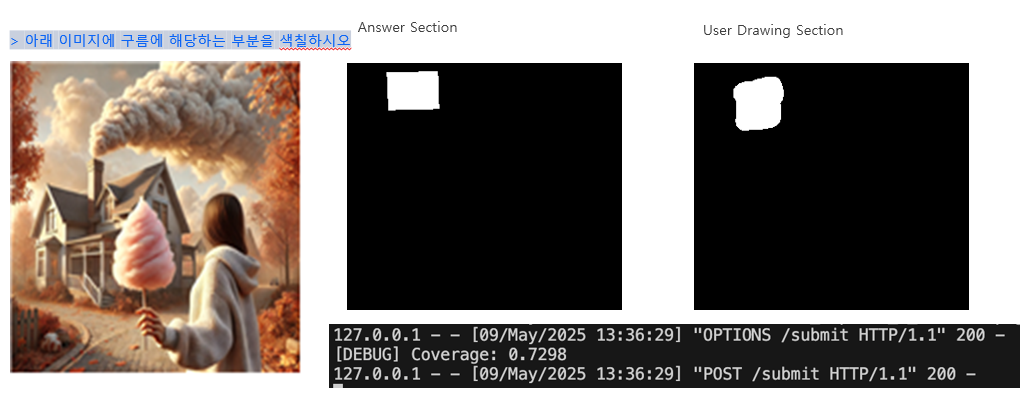 > 아래 이미지에 구름에 해당하는 부분을 색칠하시오
Answer Section
User Drawing Section
127.0.0.1 - - [09/May/2025 13:36:29] "OPTIONS /submit HTTP/1.1" 200 -
[DEBUG] Coverage: 0.7298
127.0.0.1 - - [09/May/2025 13:36:29] "POST /submit HTTP/1.1" 200 -